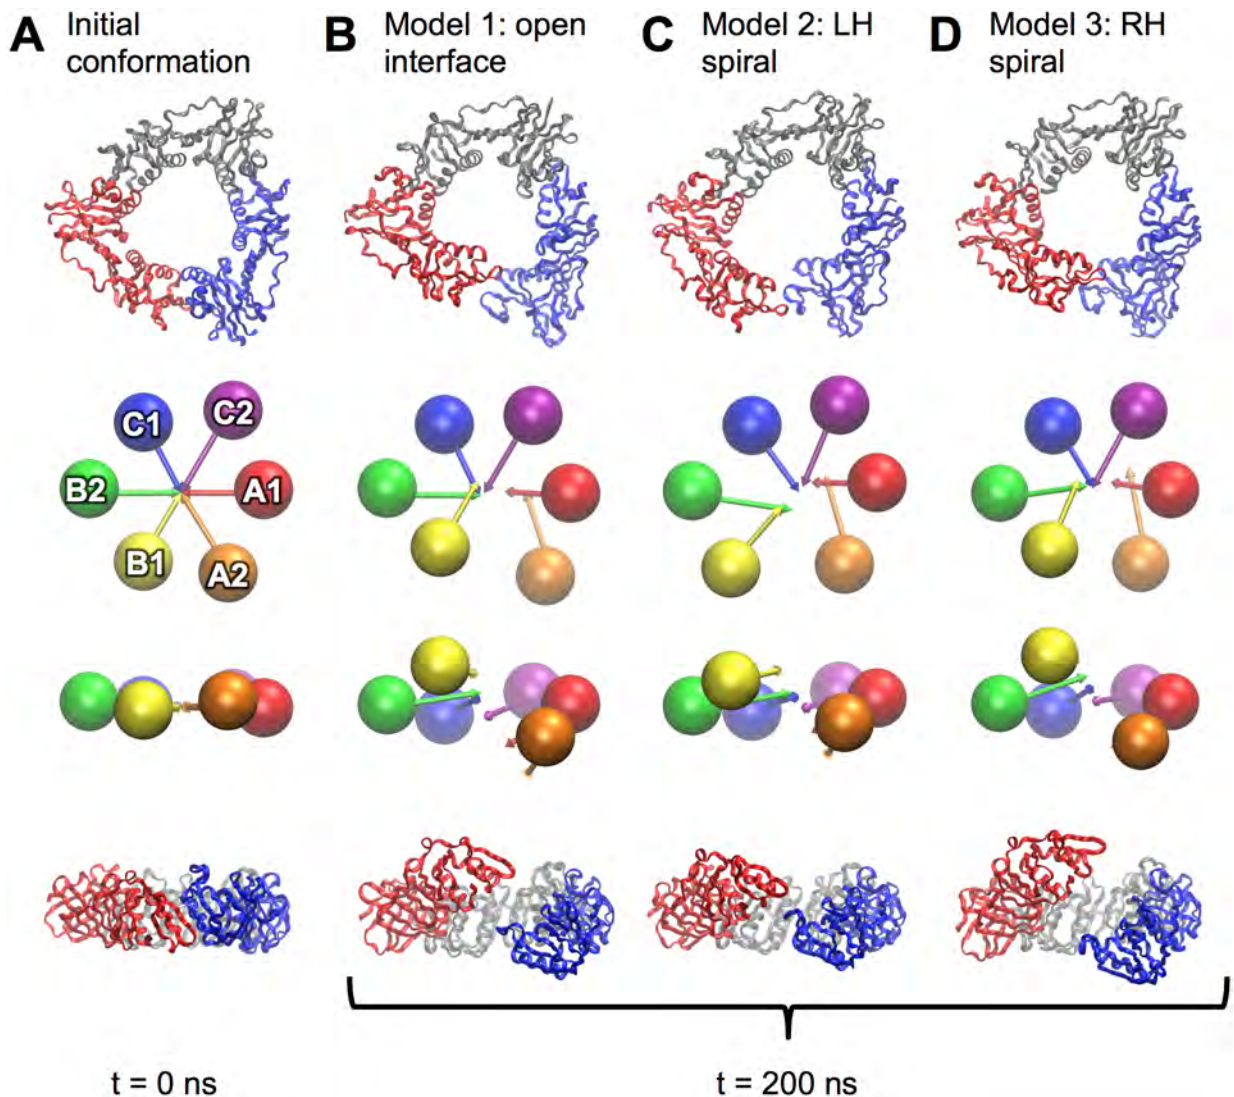 A Initial
conformation
B Model 1: open
interface
C Model 2: LH
spiral
D Model 3: RH
spiral
C1
C2
B2
A1
B1
A2
t = 0 ns
t = 200 ns